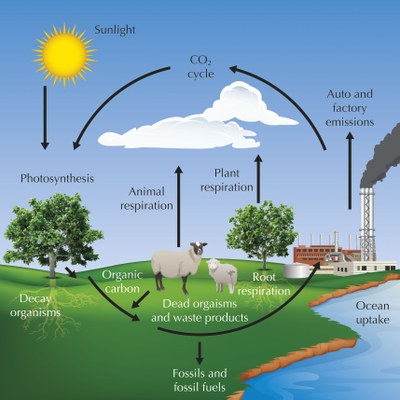 Sunlight
CO₂
cycle
Auto and
factory
emissions
Photosynthesis
Animal
respiration
Plant
respiration
Organic
carbon
Root
respiration
Decay
organisms
Dead orgaisms
and waste products
Ocean
uptake
Fossils and
fossil fuels